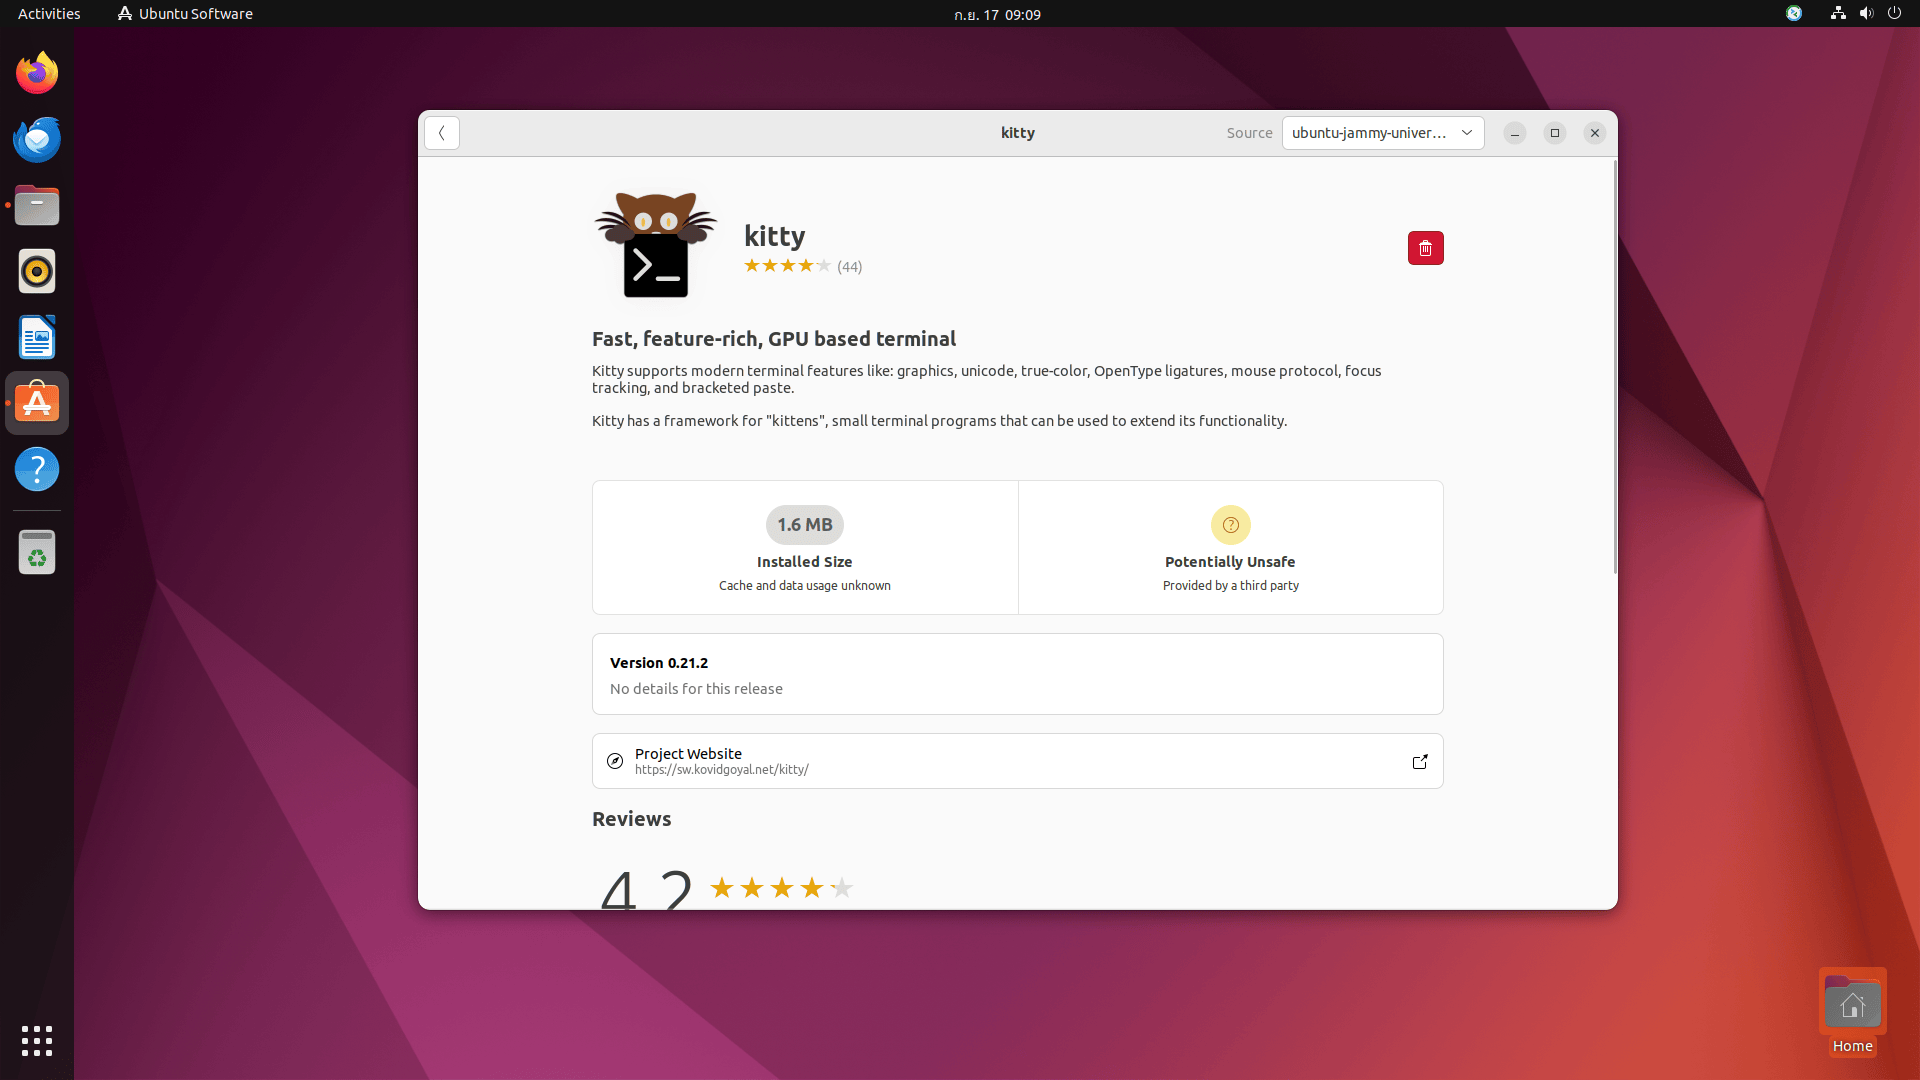 Activities
Ubuntu Software
ก.ย. 17 09:09
kitty
Source
ubuntu-jammy-univer...
kitty
(44)
Fast, feature-rich, GPU based terminal
Kitty supports modern terminal features like: graphics, unicode, true-color, OpenType ligatures, mouse protocol, focus
tracking, and bracketed paste.
Kitty has a framework for "kittens", small terminal programs that can be used to extend its functionality.
1.6 MB
Installed Size
Cache and data usage unknown
Potentially Unsafe
Provided by a third party
Version 0.21.2
No details for this release
Project Website
https://sw.kovidgoyal.net/kitty/
Reviews
4.2
Home